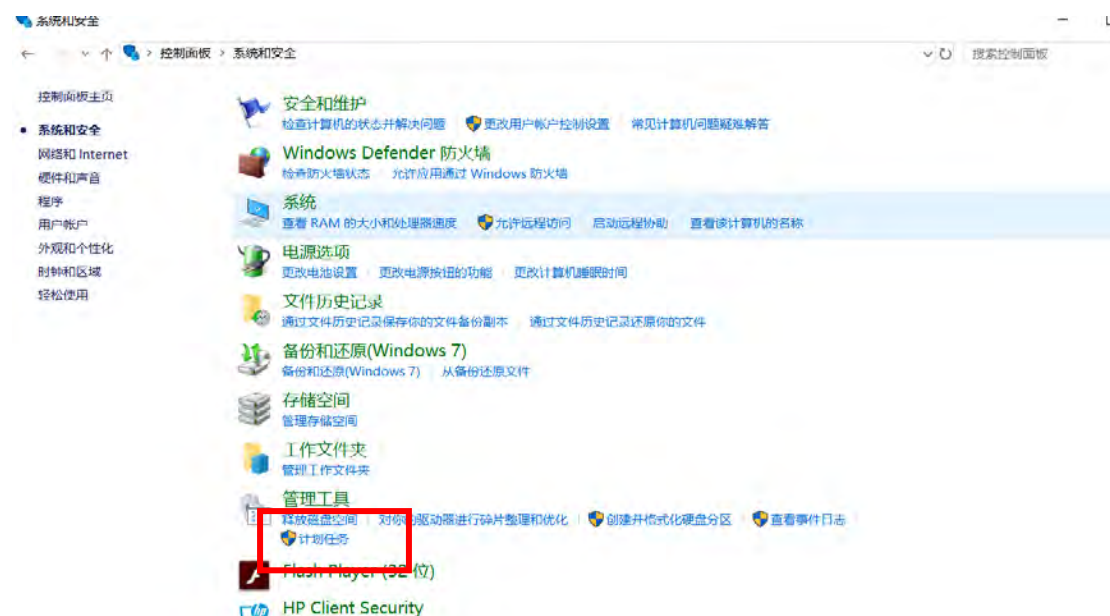 系统和安全
控制面板 > 系统和安全
搜索控制面板
控制面板主页
系统和安全
网络和 Internet
硬件和声音
程序
用户帐户
外观和个性化
时钟和区域
轻松使用
安全和维护
检查计算机的状态并解决问题 更改用户帐户控制设置 常见计算机问题疑难解答
Windows Defender 防火墙
检查防火墙状态 允许应用通过 Windows 防火墙
系统
查看 RAM 的大小和处理器速度 允许远程访问 启动远程协助 查看该计算机的名称
电源选项
更改电池设置 更改电源按钮的功能 更改计算机睡眠时间
文件历史记录
通过文件历史记录保存你的文件备份副本 通过文件历史记录还原你的文件
备份和还原(Windows 7)
备份和还原(Windows 7) 从备份还原文件
存储空间
管理存储空间
工作文件夹
管理工作文件夹
管理工具
释放磁盘空间 对你的驱动器进行碎片整理和优化 创建并格式化硬盘分区 查看事件日志
计划任务
Flash Player (32 位)
HP Client Security